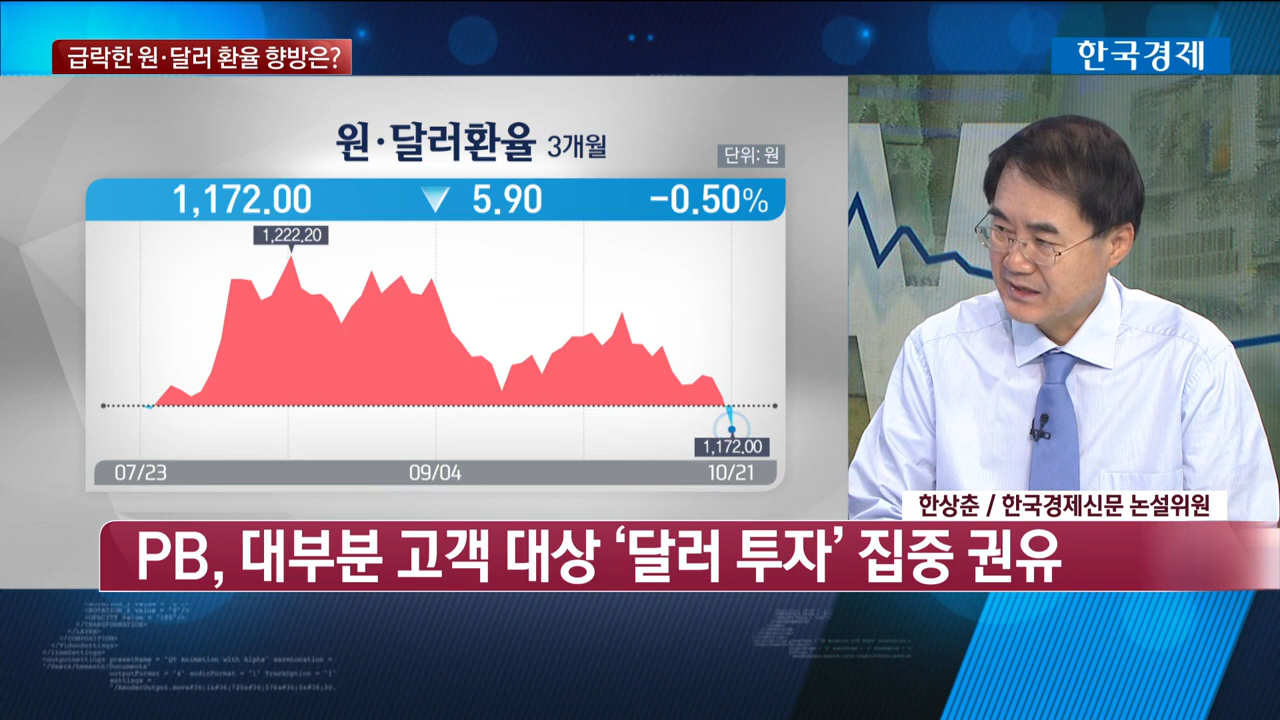 급락한 원·달러 환율 향방은?
한국경제
원·달러환율 3개월
단위: 원
1,172.00 ▼ 5.90 -0.50%
1,222.20
1,172.00
07/23 09/04 10/21
한상춘 / 한국경제신문 논설위원
PB, 대부분 고객 대상 ‘달러 투자’ 집중 권유